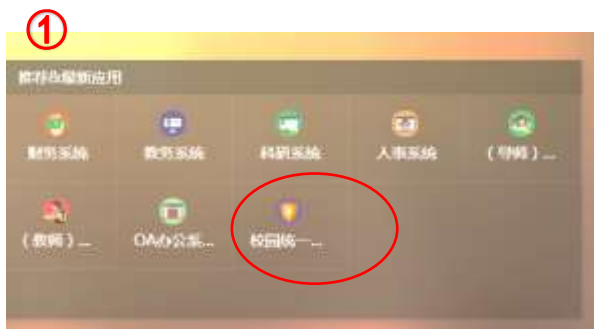 ①
推荐&最新应用
财务系统
教务系统
科研系统
人事系统
（导师）...
（教师）...
OA办公系...
校园统一...